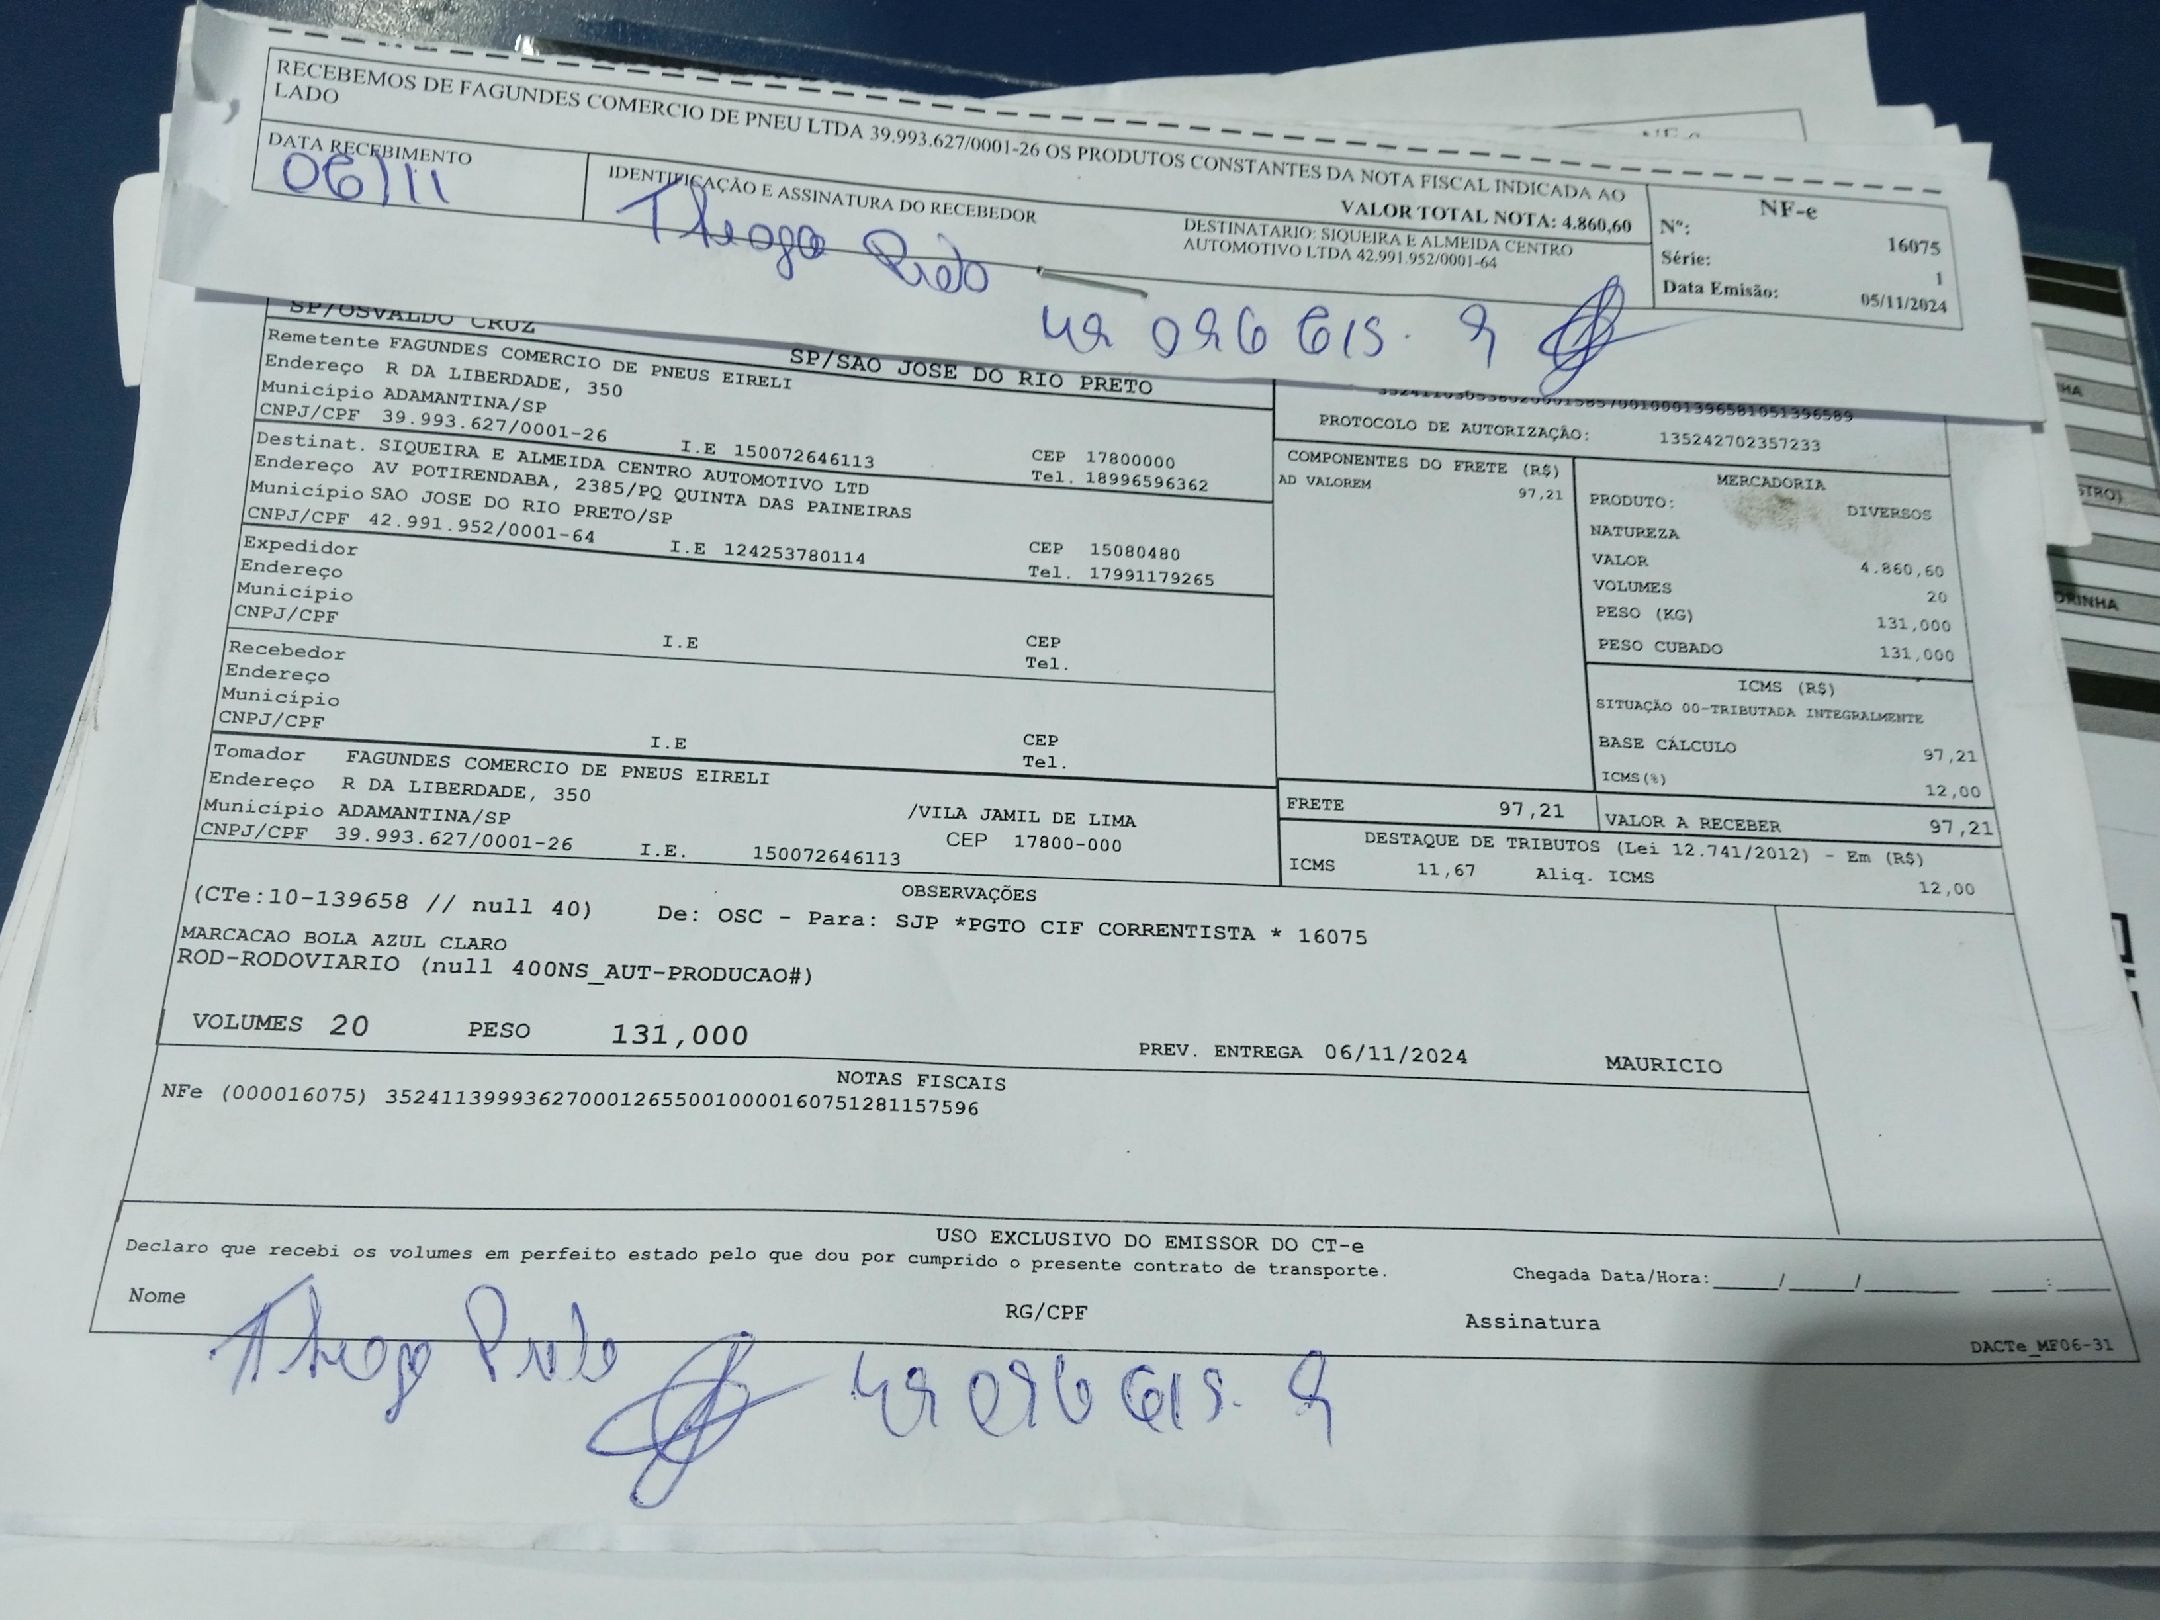 RECEBEMOS DE FAGUNDES COMERCIO DE PNEU LTDA 39.993.627/0001-26 OS PRODUTOS CONSTANTES DA NOTA FISCAL INDICADA AO
LADO
VALOR TOTAL NOTA: 4.860,60
DATA RECEBIMENTO
06/11
IDENTIFICAÇÃO E ASSINATURA DO RECEBEDOR
DESTINATARIO: SIQUEIRA E ALMEIDA CENTRO
AUTOMOTIVO LTDA 42.991.952/0001-64
NF-e
Nº: 16075
Série: 1
Data Emisão: 05/11/2024
Thiago Preto
SP/OSVALDO CRUZ
SP/SAO JOSE DO RIO PRETO
Remetente FAGUNDES COMERCIO DE PNEUS EIRELI
Endereço R DA LIBERDADE, 350
Município ADAMANTINA/SP CEP 17800000
CNPJ/CPF 39.993.627/0001-26 I.E 150072646113 Tel. 18996596362
Destinat. SIQUEIRA E ALMEIDA CENTRO AUTOMOTIVO LTD
Endereço AV POTIRENDABA, 2385/PQ QUINTA DAS PAINEIRAS
Município SAO JOSE DO RIO PRETO/SP CEP 15080480
CNPJ/CPF 42.991.952/0001-64 I.E 124253780114 Tel. 17991179265
Expedidor
Endereço
Município CEP
CNPJ/CPF I.E Tel.
Recebedor
Endereço
Município CEP
CNPJ/CPF I.E Tel.
Tomador FAGUNDES COMERCIO DE PNEUS EIRELI
Endereço R DA LIBERDADE, 350 /VILA JAMIL DE LIMA
Município ADAMANTINA/SP CEP 17800-000
CNPJ/CPF 39.993.627/0001-26 I.E. 150072646113
PROTOCOLO DE AUTORIZAÇÃO: 135242702357233
COMPONENTES DO FRETE (R$)
AD VALOREM 97,21
MERCADORIA
PRODUTO: DIVERSOS
NATUREZA
VALOR 4.860,60
VOLUMES 20
PESO (KG) 131,000
PESO CUBADO 131,000
ICMS (R$)
SITUAÇÃO 00-TRIBUTADA INTEGRALMENTE
BASE CÁLCULO 97,21
ICMS(%) 12,00
FRETE 97,21
VALOR A RECEBER 97,21
DESTAQUE DE TRIBUTOS (Lei 12.741/2012) - Em (R$)
ICMS 11,67 Aliq. ICMS 12,00
OBSERVAÇÕES
(CTe:10-139658 // null 40) De: OSC - Para: SJP *PGTO CIF CORRENTISTA * 16075
MARCACAO BOLA AZUL CLARO
ROD-RODOVIARIO (null 400NS_AUT-PRODUCAO#)
VOLUMES 20 PESO 131,000 PREV. ENTREGA 06/11/2024 MAURICIO
NOTAS FISCAIS
NFe (000016075) 35241139993627000126550010000160751281157596
USO EXCLUSIVO DO EMISSOR DO CT-e
Declaro que recebi os volumes em perfeito estado pelo que dou por cumprido o presente contrato de transporte.
Chegada Data/Hora:_____/_____/_______ ____:____
Nome RG/CPF Assinatura
DACTe_MF06-31
Thiago Preto